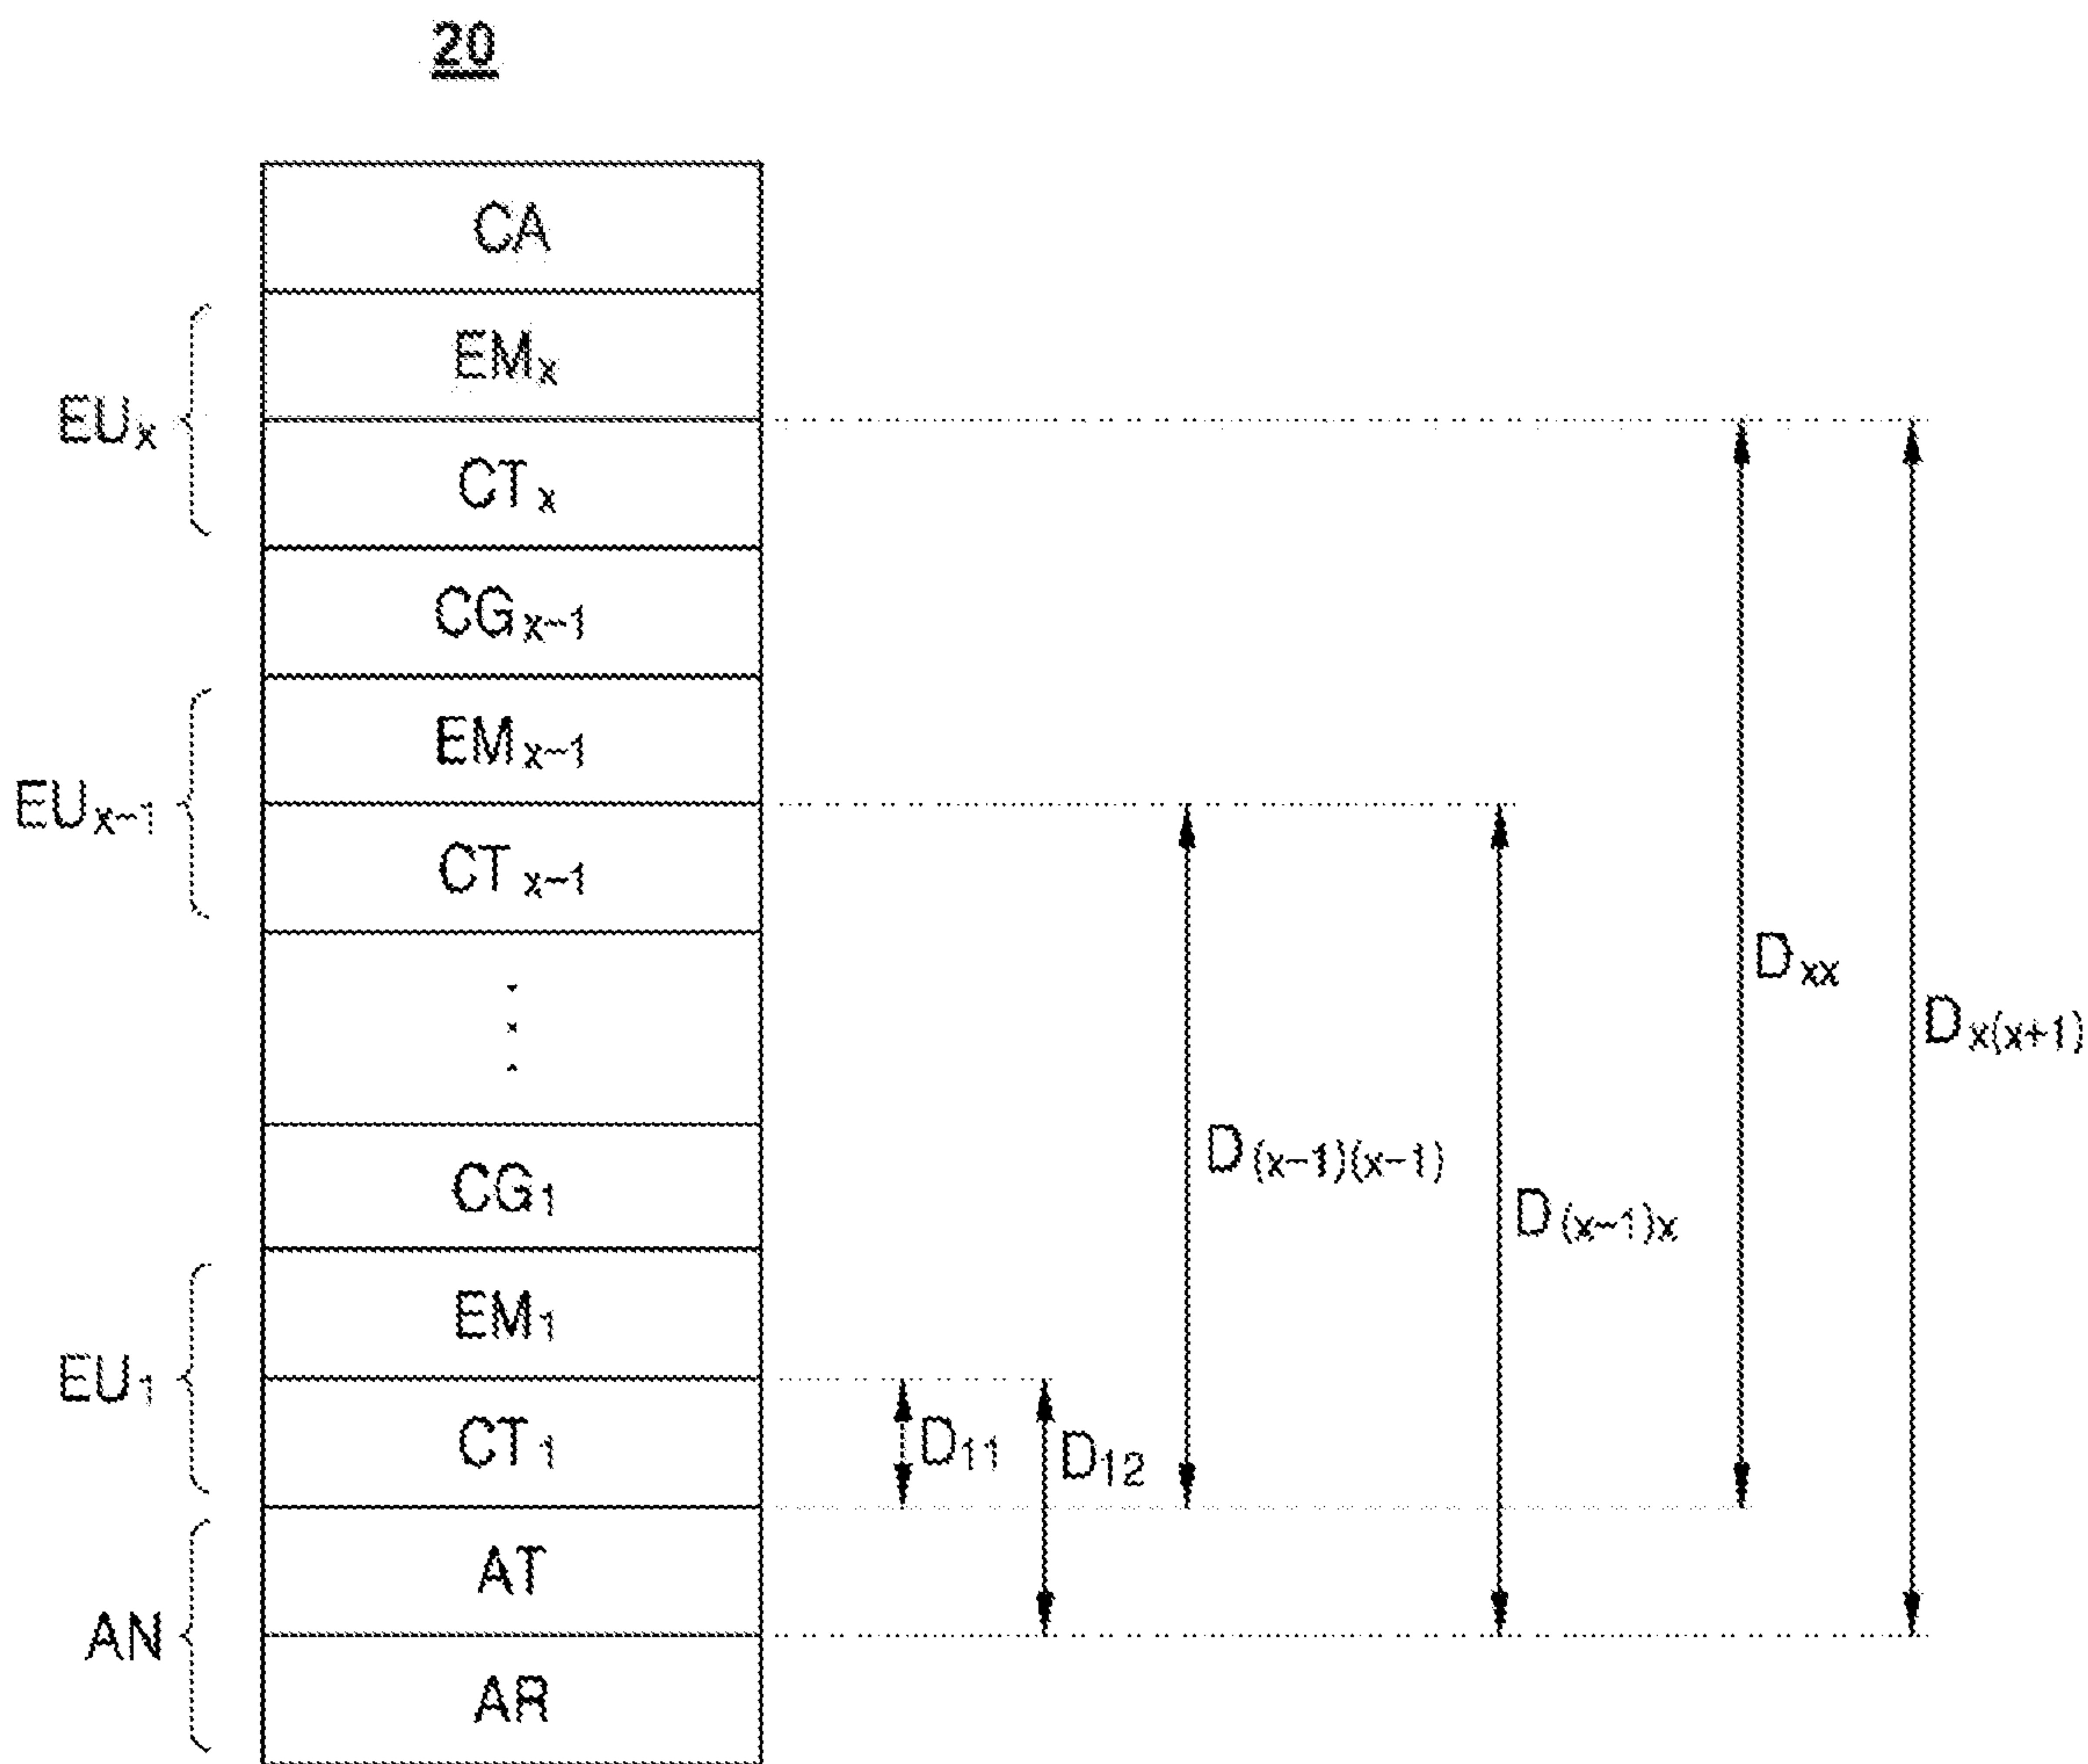 20
CA
EMx
EUx
CTx
CGx-1
EMx-1
EUx-1
CTx-1
Dxx
Dx(x+1)
CG1
D(x-1)(x-1)
D(x-1)x
EM1
EU1
CT1
D11
D12
AT
AN
AR